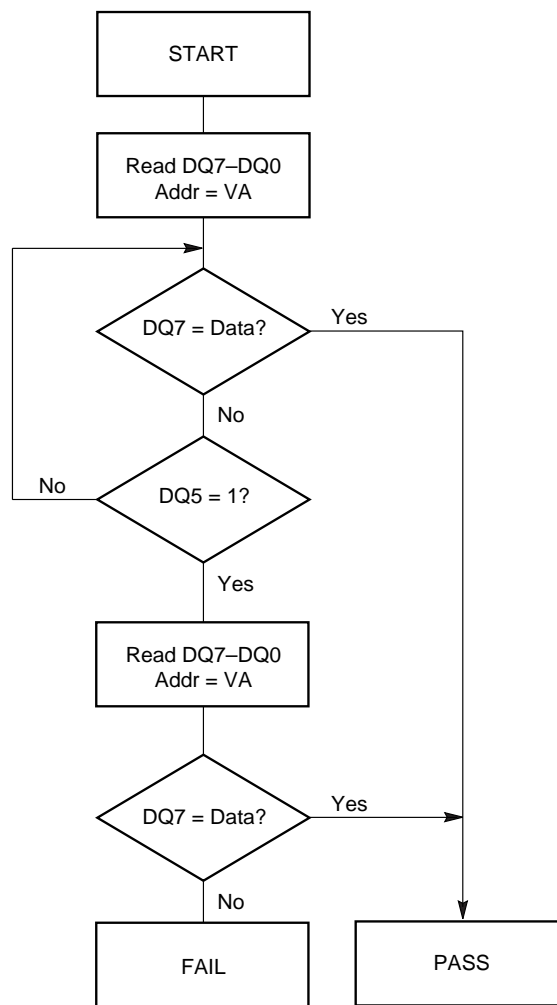 START
Read DQ7–DQ0
Addr = VA
DQ7 = Data?
Yes
No
No
DQ5 = 1?
Yes
Read DQ7–DQ0
Addr = VA
DQ7 = Data?
Yes
No
FAIL
PASS